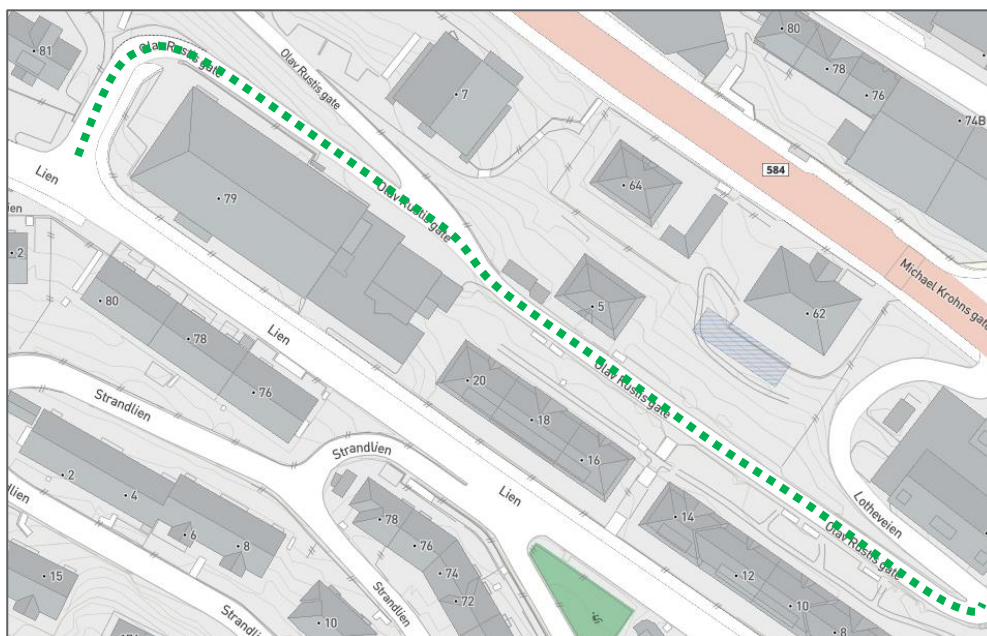 81
Olav Rustis gate
Olav Rustis gate
7
80
78
76
74B
584
64
Lien
ien
79
Olav Rustis gate
Michael Krohns gate
2
5
62
80
78
Lien
76
20
18
16
Olav Rustis gate
Strandlien
Strandlien
Lien
Lotheveien
2
4
6
8
78
76
74
72
14
12
10
8
Olav Rustis gate
dlien
15
10
Strandlien
Strandlien